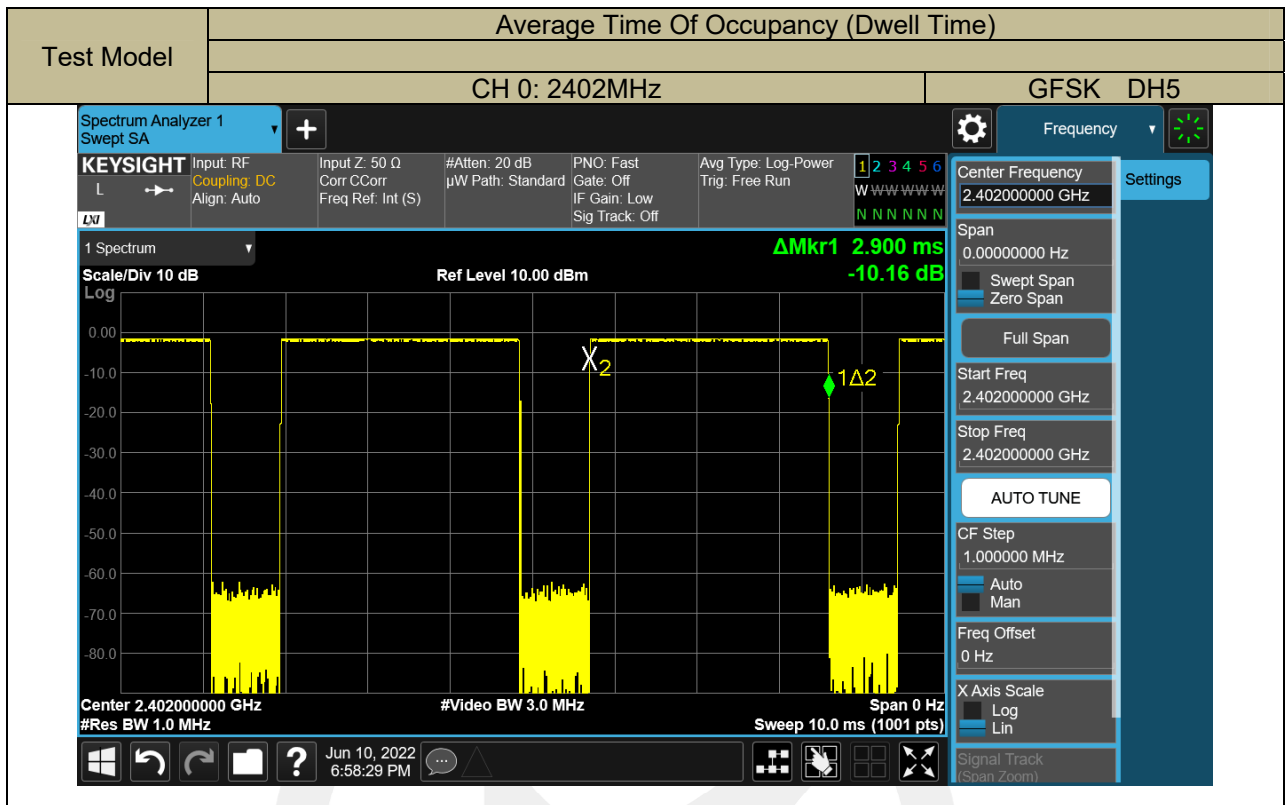 Test Model
Average Time Of Occupancy (Dwell Time)
CH 0: 2402MHz
GFSK DH5
Spectrum Analyzer 1
Swept SA
Frequency
KEYSIGHT
L
LXI
Input: RF
Coupling: DC
Align: Auto
Input Z: 50 Ω
Corr CCorr
Freq Ref: Int (S)
#Atten: 20 dB
µW Path: Standard
PNO: Fast
Gate: Off
IF Gain: Low
Sig Track: Off
Avg Type: Log-Power
Trig: Free Run
1 2 3 4 5 6
W W W W W W
N N N N N N
1 Spectrum
ΔMkr1 2.900 ms
-10.16 dB
Scale/Div 10 dB
Ref Level 10.00 dBm
Log
0.00
-10.0
-20.0
-30.0
-40.0
-50.0
-60.0
-70.0
-80.0
X2
1Δ2
Center 2.402000000 GHz
#Res BW 1.0 MHz
#Video BW 3.0 MHz
Span 0 Hz
Sweep 10.0 ms (1001 pts)
Jun 10, 2022
6:58:29 PM
Center Frequency
2.402000000 GHz
Settings
Span
0.00000000 Hz
Swept Span
Zero Span
Full Span
Start Freq
2.402000000 GHz
Stop Freq
2.402000000 GHz
AUTO TUNE
CF Step
1.000000 MHz
Auto
Man
Freq Offset
0 Hz
X Axis Scale
Log
Lin
Signal Track
(Span Zoom)